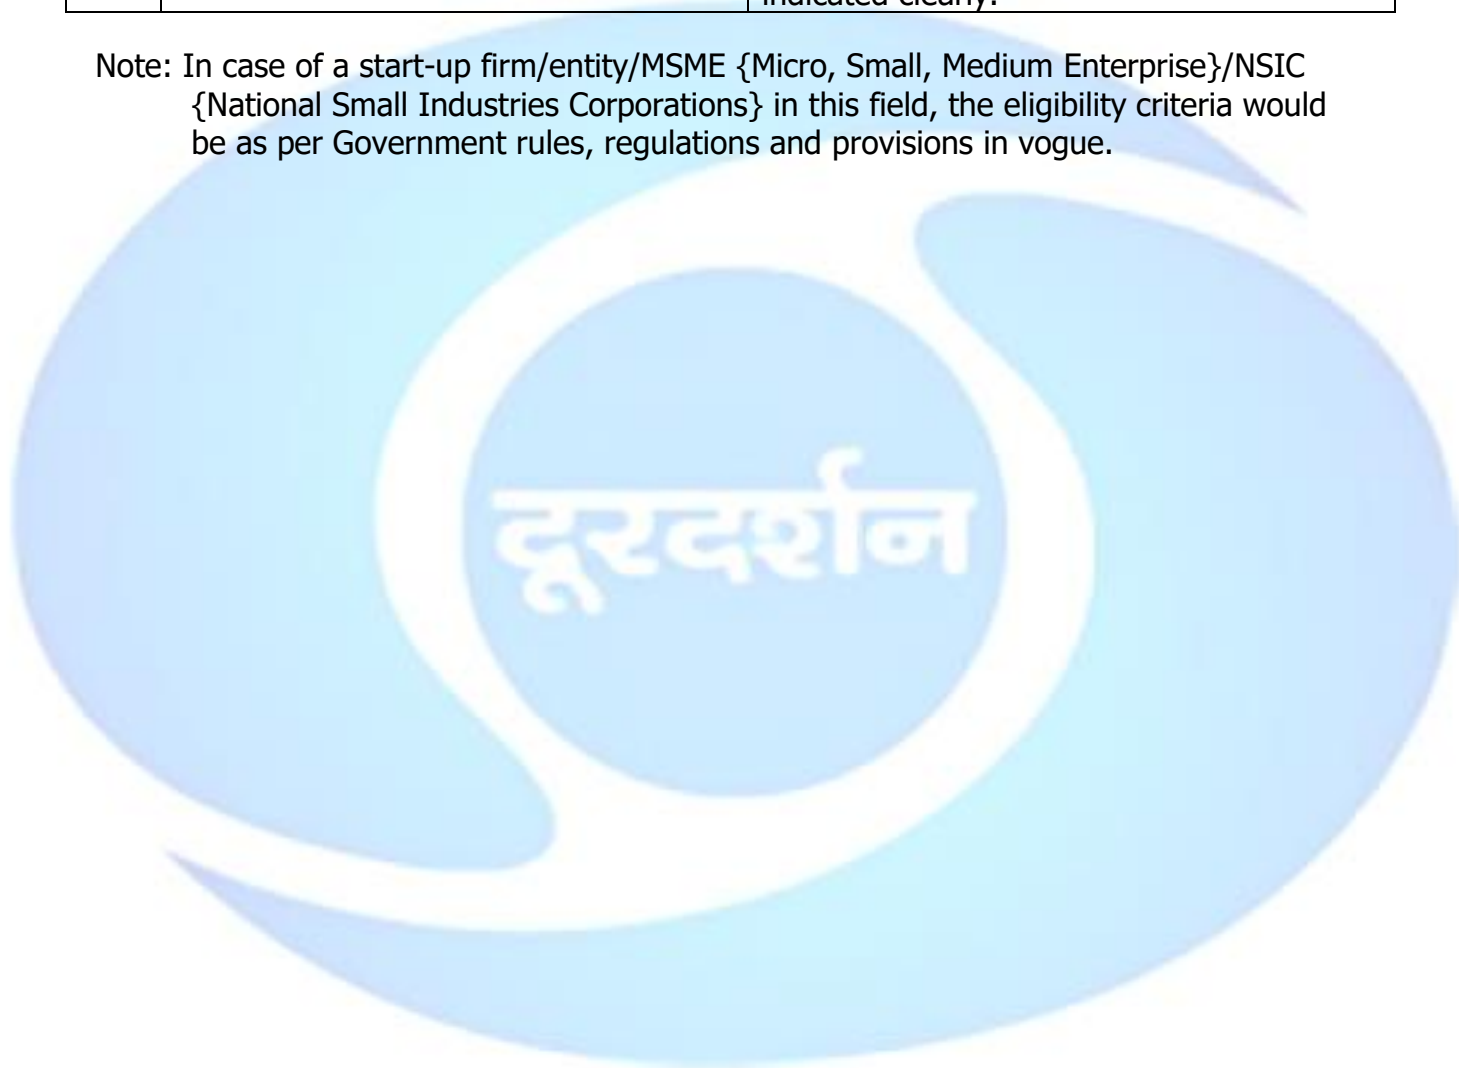 indicated clearly.
Note: In case of a start-up firm/entity/MSME {Micro, Small, Medium Enterprise}/NSIC
{National Small Industries Corporations} in this field, the eligibility criteria would
be as per Government rules, regulations and provisions in vogue.
दूरदर्शन